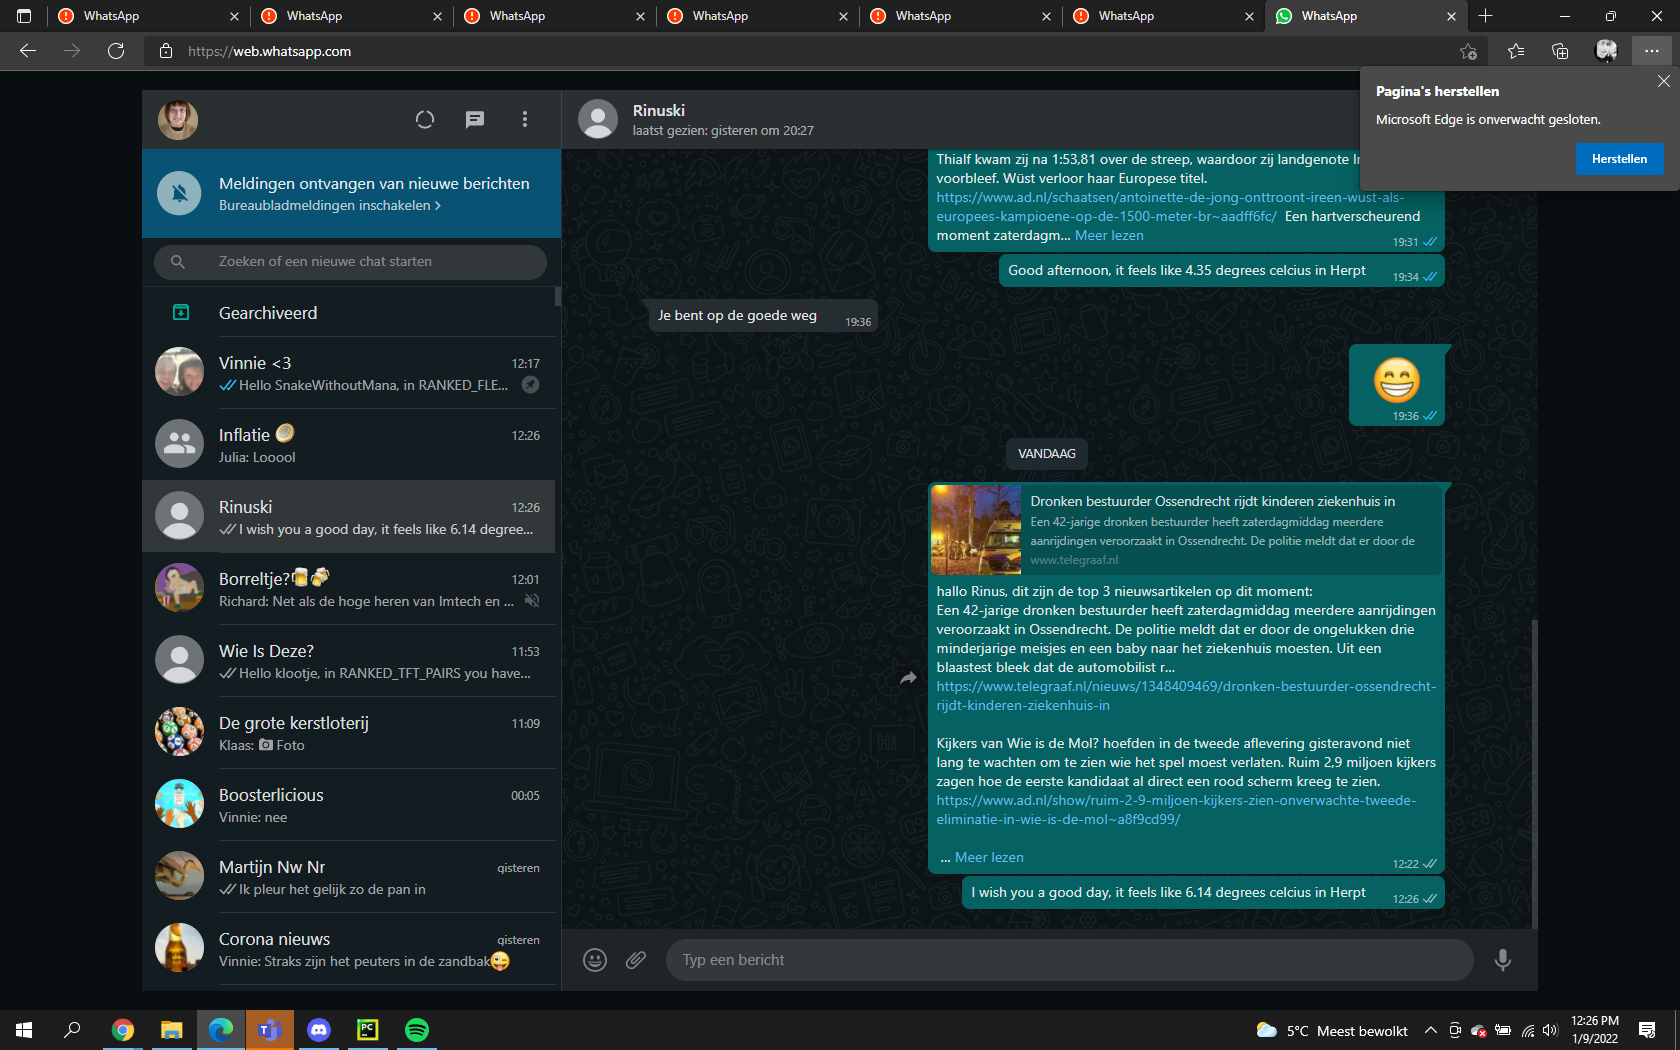 WhatsApp
WhatsApp
WhatsApp
WhatsApp
WhatsApp
WhatsApp
WhatsApp
https://web.whatsapp.com
Pagina's herstellen
Microsoft Edge is onverwacht gesloten.
Herstellen
Meldingen ontvangen van nieuwe berichten
Bureaubladmeldingen inschakelen >
Zoeken of een nieuwe chat starten
Gearchiveerd
Vinnie <3
12:17
Hello SnakeWithoutMana, in RANKED_FLE...
Inflatie
12:26
Julia: Looool
Rinuski
12:26
I wish you a good day, it feels like 6.14 degree...
Borreltje?🍺🍻
12:01
Richard: Net als de hoge heren van Imtech en ...
Wie Is Deze?
11:53
Hello klootje, in RANKED_TFT_PAIRS you have...
De grote kerstloterij
11:09
Klaas: Foto
Boosterlicious
00:05
Vinnie: nee
Martijn Nw Nr
gisteren
Ik pleur het gelijk zo de pan in
Corona nieuws
gisteren
Vinnie: Straks zijn het peuters in de zandbak😜
Rinuski
laatst gezien: gisteren om 20:27
Thialf kwam zij na 1:53,81 over de streep, waardoor zij landgenote I
voorbleef. Wüst verloor haar Europese titel.
https://www.ad.nl/schaatsen/antoinette-de-jong-onttroont-ireen-wust-als-
europees-kampioene-op-de-1500-meter-br~aadff6fc/ Een hartverscheurend
moment zaterdagm... Meer lezen
19:31
Good afternoon, it feels like 4.35 degrees celcius in Herpt
19:34
Je bent op de goede weg
19:36
😁
19:36
VANDAAG
Dronken bestuurder Ossendrecht rijdt kinderen ziekenhuis in
Een 42-jarige dronken bestuurder heeft zaterdagmiddag meerdere
aanrijdingen veroorzaakt in Ossendrecht. De politie meldt dat er door de
www.telegraaf.nl
hallo Rinus, dit zijn de top 3 nieuwsartikelen op dit moment:
Een 42-jarige dronken bestuurder heeft zaterdagmiddag meerdere aanrijdingen
veroorzaakt in Ossendrecht. De politie meldt dat er door de ongelukken drie
minderjarige meisjes en een baby naar het ziekenhuis moesten. Uit een
blaastest bleek dat de automobilist r...
https://www.telegraaf.nl/nieuws/1348409469/dronken-bestuurder-ossendrecht-
rijdt-kinderen-ziekenhuis-in
Kijkers van Wie is de Mol? hoefden in de tweede aflevering gisteravond niet
lang te wachten om te zien wie het spel moest verlaten. Ruim 2,9 miljoen kijkers
zagen hoe de eerste kandidaat al direct een rood scherm kreeg te zien.
https://www.ad.nl/show/ruim-2-9-miljoen-kijkers-zien-onverwachte-tweede-
eliminatie-in-wie-is-de-mol~a8f9cd99/
... Meer lezen
12:22
I wish you a good day, it feels like 6.14 degrees celcius in Herpt
12:26
Typ een bericht
PC
5°C Meest bewolkt
12:26 PM
1/9/2022